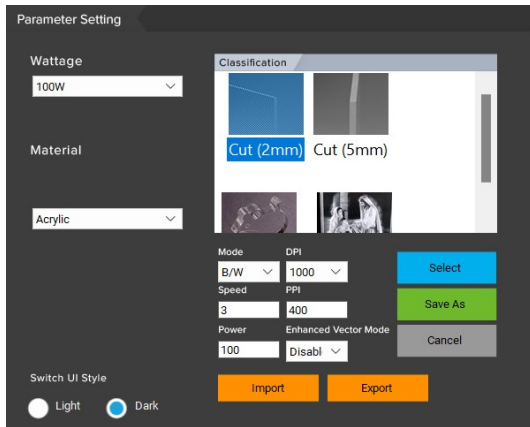 Parameter Setting
Wattage
100W
Material
Acrylic
Classification
Cut (2mm) Cut (5mm)
Mode DPI
B/W 1000
Speed PPI
3 400
Power Enhanced Vector Mode
100 Disabl
Select
Save As
Cancel
Import Export
Switch UI Style
Light Dark